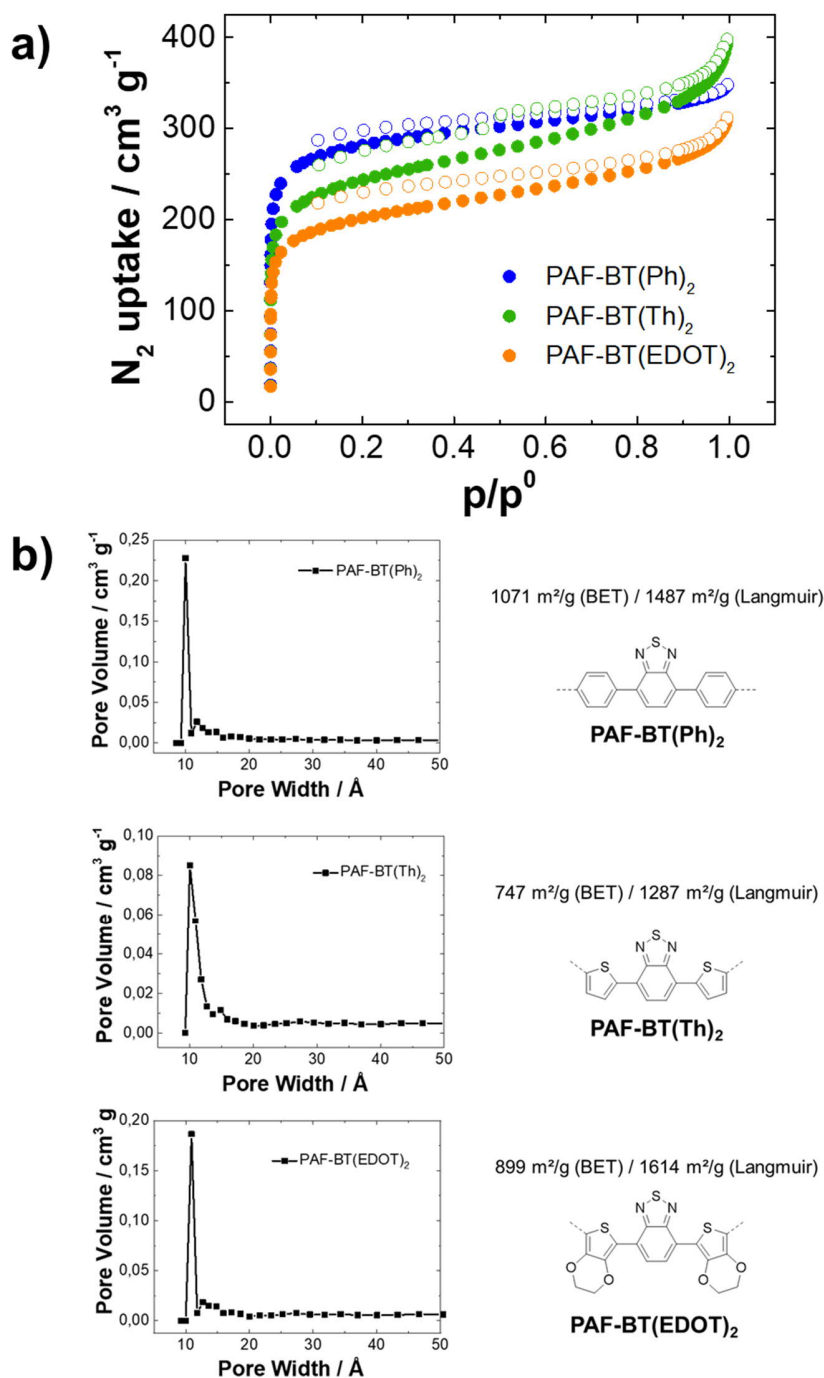 a)
N₂ uptake / cm³ g⁻¹
400
300
200
100
0
PAF-BT(Ph)₂
PAF-BT(Th)₂
PAF-BT(EDOT)₂
0.0 0.2 0.4 0.6 0.8 1.0
p/p⁰
b)
Pore Volume / cm³ g⁻¹
0,25
0,20
0,15
0,10
0,05
0,00
PAF-BT(Ph)₂
10 20 30 40 50
Pore Width / Å
1071 m²/g (BET) / 1487 m²/g (Langmuir)
S
N N
PAF-BT(Ph)₂
Pore Volume / cm³ g⁻¹
0,10
0,08
0,06
0,04
0,02
0,00
PAF-BT(Th)₂
10 20 30 40 50
Pore Width / Å
747 m²/g (BET) / 1287 m²/g (Langmuir)
S
N N
S S
PAF-BT(Th)₂
Pore Volume / cm³ g
0,20
0,15
0,10
0,05
0,00
PAF-BT(EDOT)₂
10 20 30 40 50
Pore Width / Å
899 m²/g (BET) / 1614 m²/g (Langmuir)
S
N N
S S
O O O O
PAF-BT(EDOT)₂